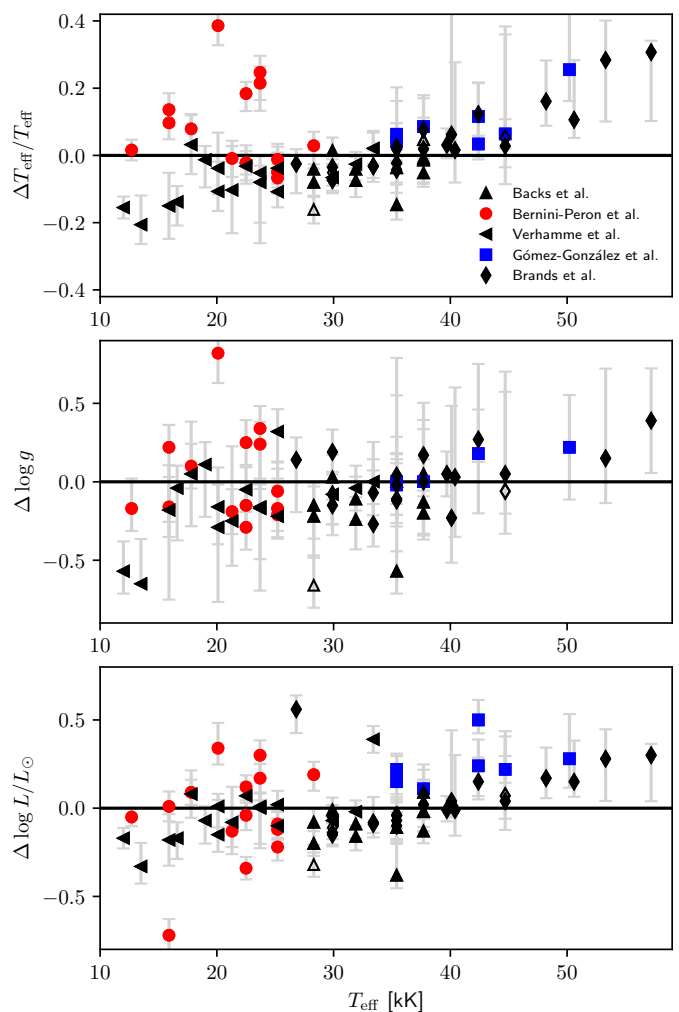 0.4
0.2
0.0
−0.2
−0.4
ΔT_eff/T_eff
Backs et al.
Bernini-Peron et al.
Verhamme et al.
Gómez-González et al.
Brands et al.
10 20 30 40 50
0.5
0.0
−0.5
Δ log g
10 20 30 40 50
0.5
0.0
−0.5
Δ log L/L☉
10 20 30 40 50
T_eff [kK]